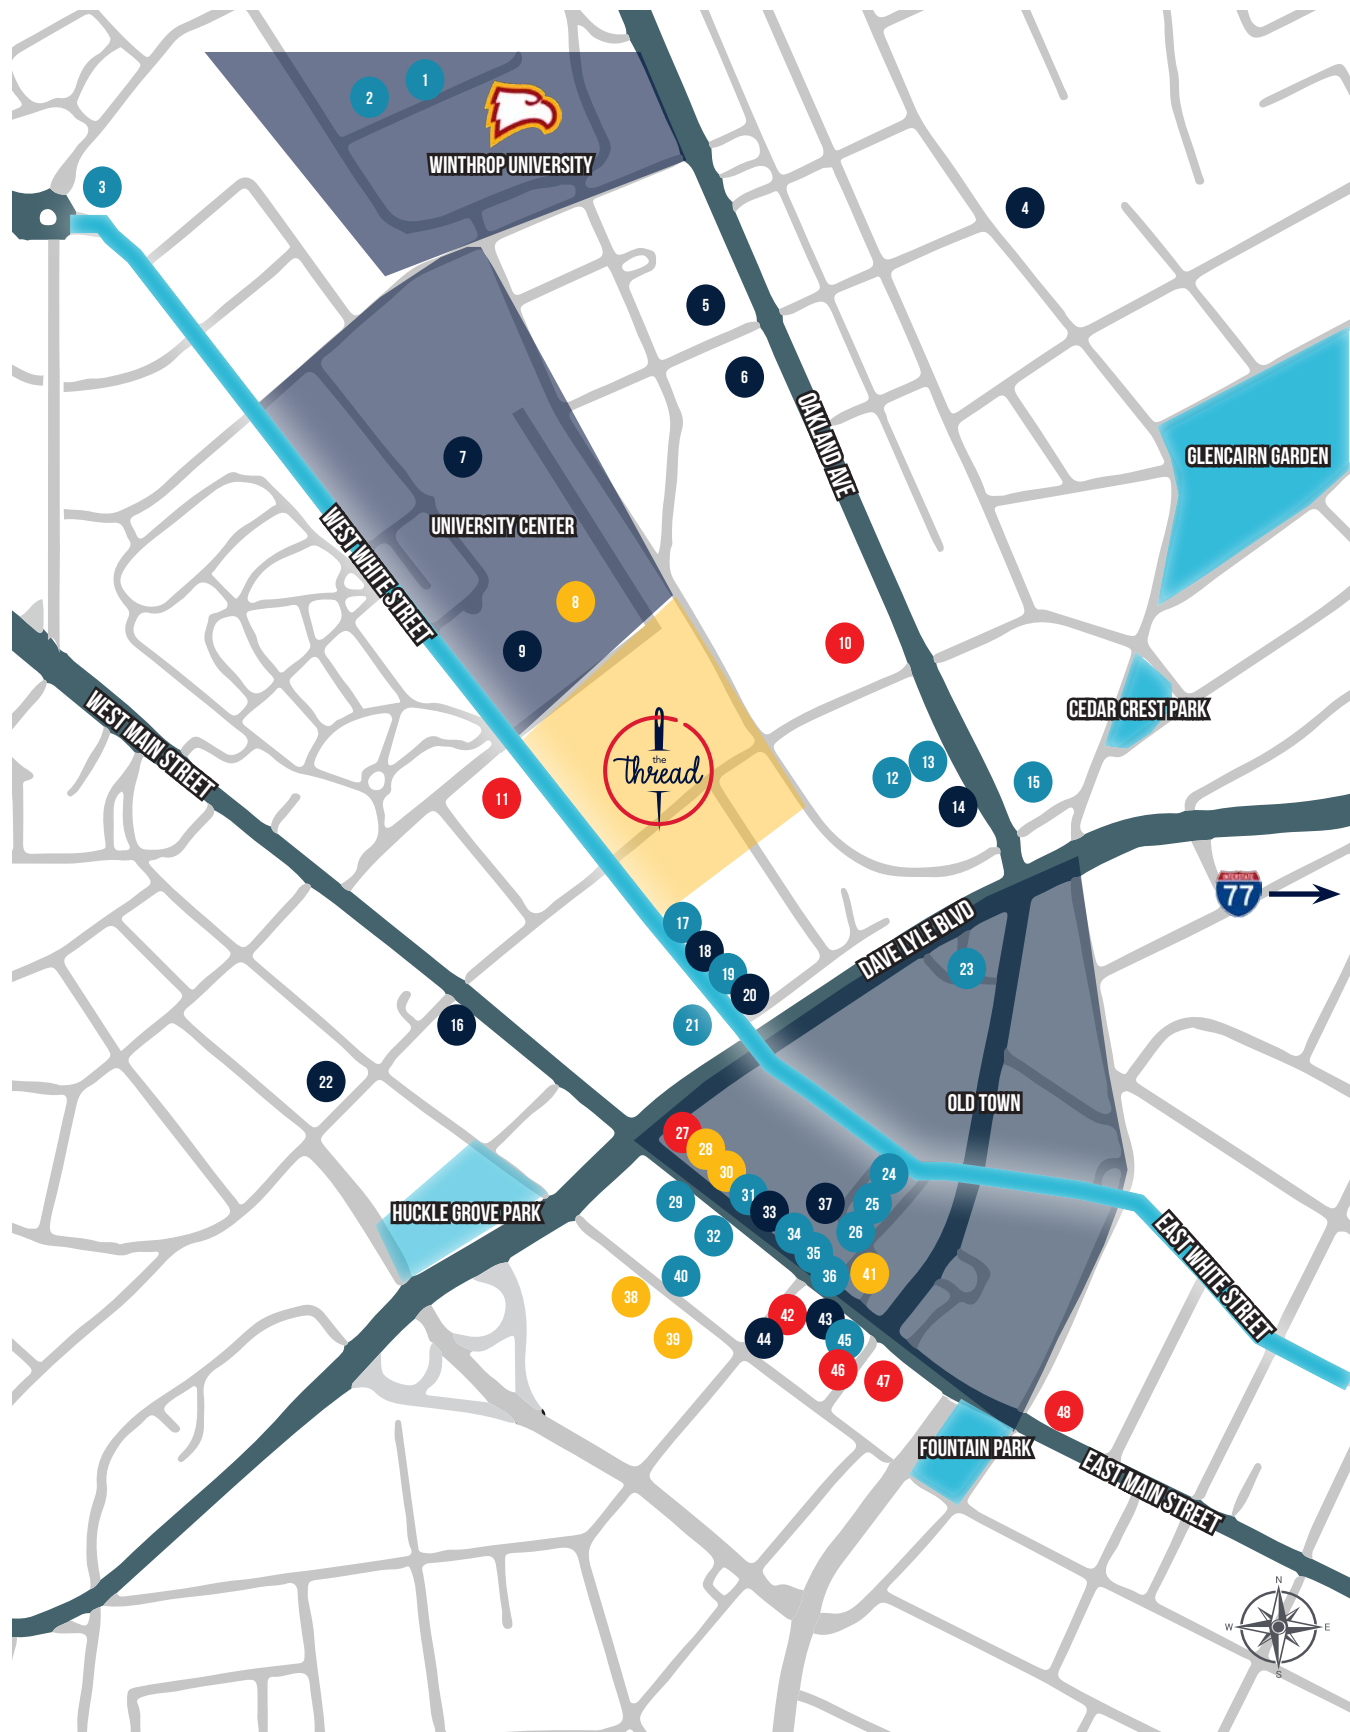 1
2
WINTHROP UNIVERSITY
3
4
5
6
OAKLAND AVE
GLENCAIRN GARDEN
7
UNIVERSITY CENTER
WEST WHITE STREET
8
9
10
CEDAR CREST PARK
WEST MAIN STREET
the
thread
11
12
13
14
15
INTERSTATE
77
17
18
19
20
21
DAVE LYLE BLVD
23
16
22
OLD TOWN
27
28
30
31
33
37
24
25
26
29
32
34
35
36
41
40
HUCKLE GROVE PARK
38
39
42
43
44
45
46
47
EAST WHITE STREET
48
FOUNTAIN PARK
EAST MAIN STREET
N
W
E
S